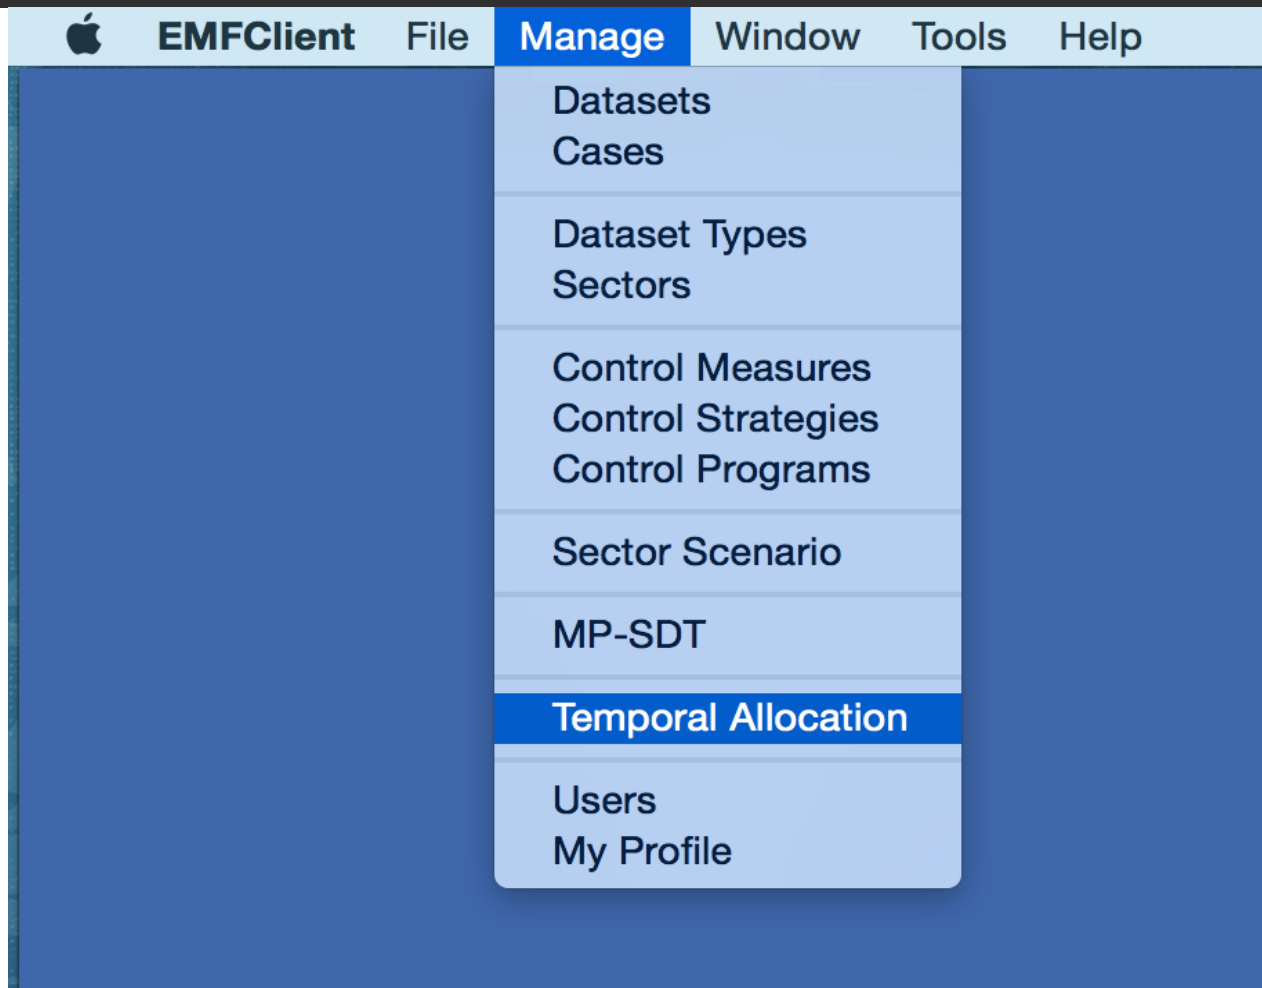 EMFClient File Manage Window Tools Help
Datasets
Cases
Dataset Types
Sectors
Control Measures
Control Strategies
Control Programs
Sector Scenario
MP-SDT
Temporal Allocation
Users
My Profile